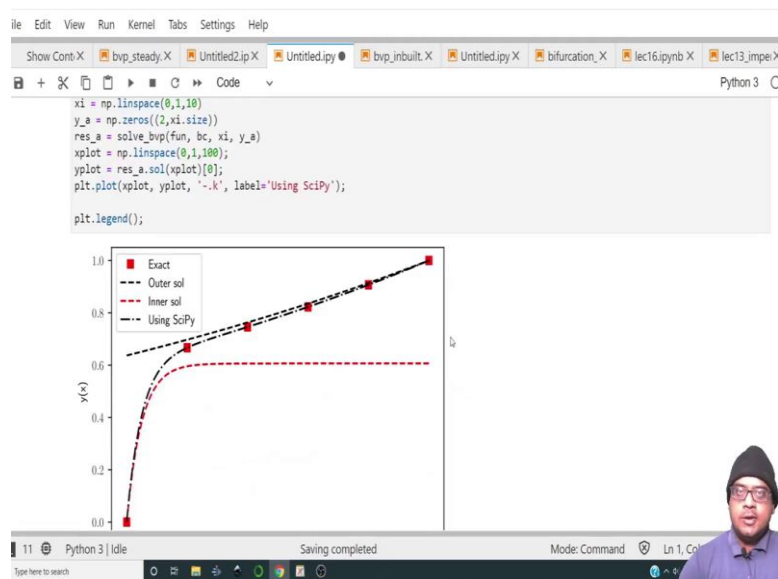 ile Edit View Run Kernel Tabs Settings Help
Show Cont X bvp_steady. X Untitled2.ip X Untitled.ipy bvp_inbuilt. X Untitled.ipy X bifurcation_ X lec16.ipynb X lec13_impe X
Code Python 3
xi = np.linspace(0,1,10)
y_a = np.zeros((2,xi.size))
res_a = solve_bvp(fun, bc, xi, y_a)
xplot = np.linspace(0,1,100);
yplot = res_a.sol(xplot)[0];
plt.plot(xplot, yplot, '-.k', label='Using SciPy');
plt.legend();
1.0
Exact
Outer sol
0.8
Inner sol
Using SciPy
0.6
y(x)
0.4
0.2
0.0
11 Python 3 | Idle Saving completed Mode: Command Ln 1, Co
Type here to search